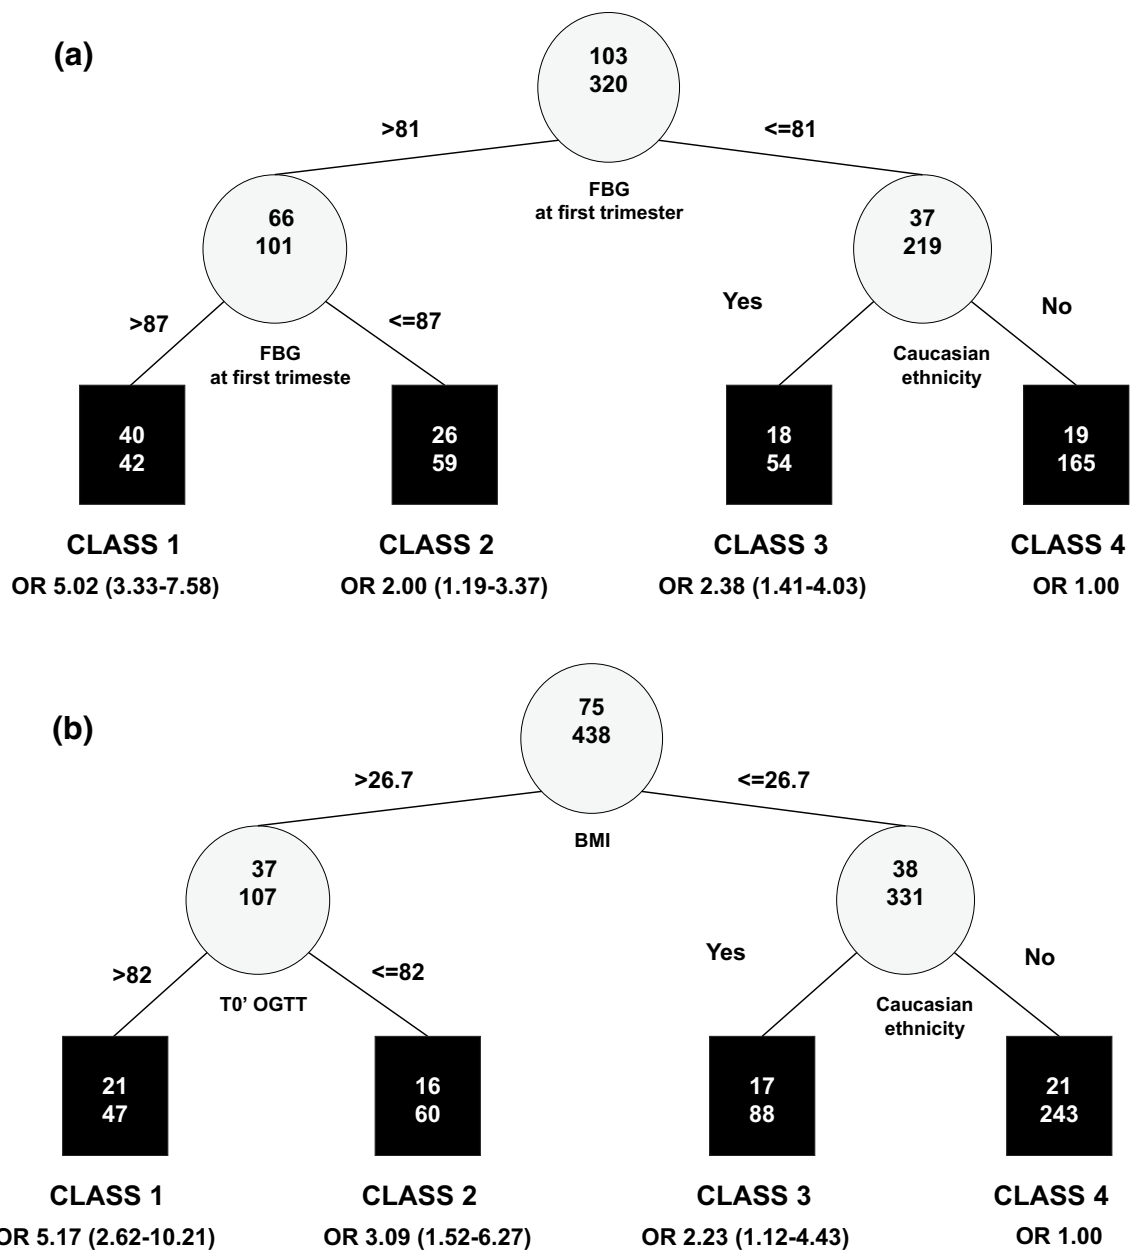 (a)
103
320
>81
<=81
FBG
at first trimester
66
101
37
219
>87
<=87
Yes
No
FBG
at first trimeste
Caucasian
ethnicity
40
42
26
59
18
54
19
165
CLASS 1
CLASS 2
CLASS 3
CLASS 4
OR 5.02 (3.33-7.58)
OR 2.00 (1.19-3.37)
OR 2.38 (1.41-4.03)
OR 1.00
(b)
75
438
>26.7
<=26.7
BMI
37
107
38
331
>82
<=82
Yes
No
T0’ OGTT
Caucasian
ethnicity
21
47
16
60
17
88
21
243
CLASS 1
CLASS 2
CLASS 3
CLASS 4
OR 5.17 (2.62-10.21)
OR 3.09 (1.52-6.27)
OR 2.23 (1.12-4.43)
OR 1.00